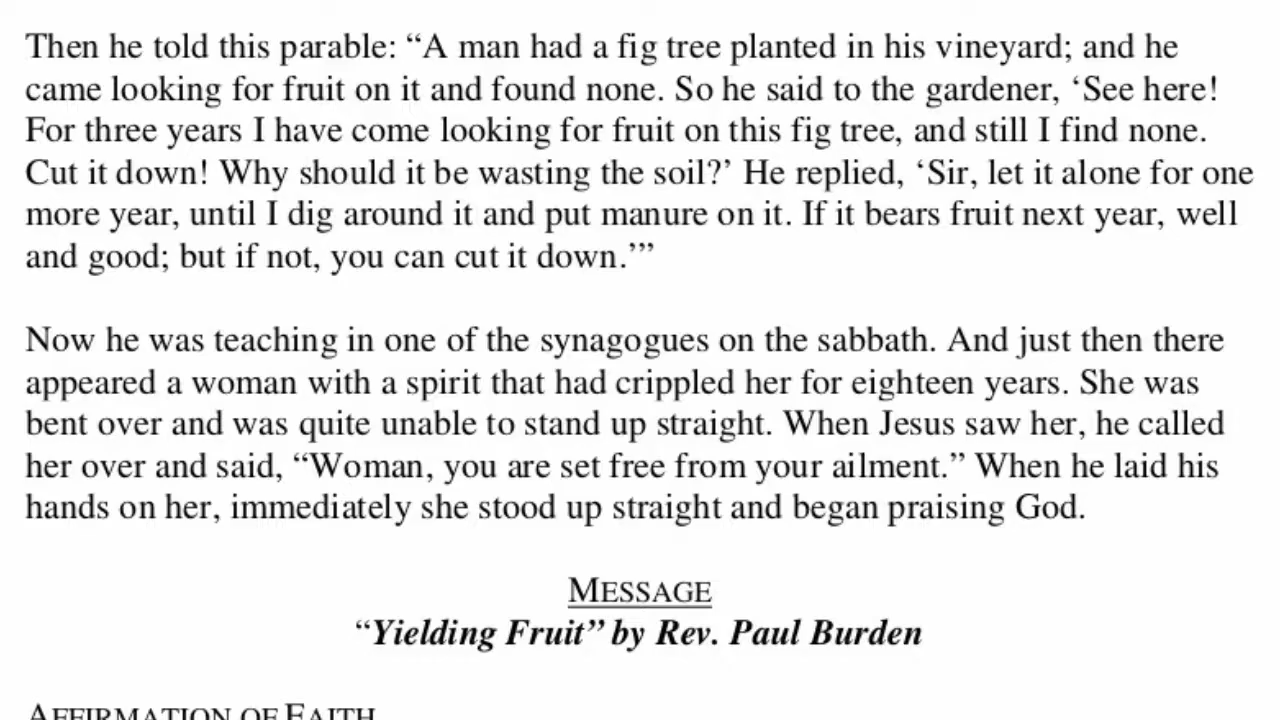 Then he told this parable: “A man had a fig tree planted in his vineyard; and he
came looking for fruit on it and found none. So he said to the gardener, ‘See here!
For three years I have come looking for fruit on this fig tree, and still I find none.
Cut it down! Why should it be wasting the soil?’ He replied, ‘Sir, let it alone for one
more year, until I dig around it and put manure on it. If it bears fruit next year, well
and good; but if not, you can cut it down.’”
Now he was teaching in one of the synagogues on the sabbath. And just then there
appeared a woman with a spirit that had crippled her for eighteen years. She was
bent over and was quite unable to stand up straight. When Jesus saw her, he called
her over and said, “Woman, you are set free from your ailment.” When he laid his
hands on her, immediately she stood up straight and began praising God.
MESSAGE
“Yielding Fruit” by Rev. Paul Burden
AFFIRMATION OF FAITH